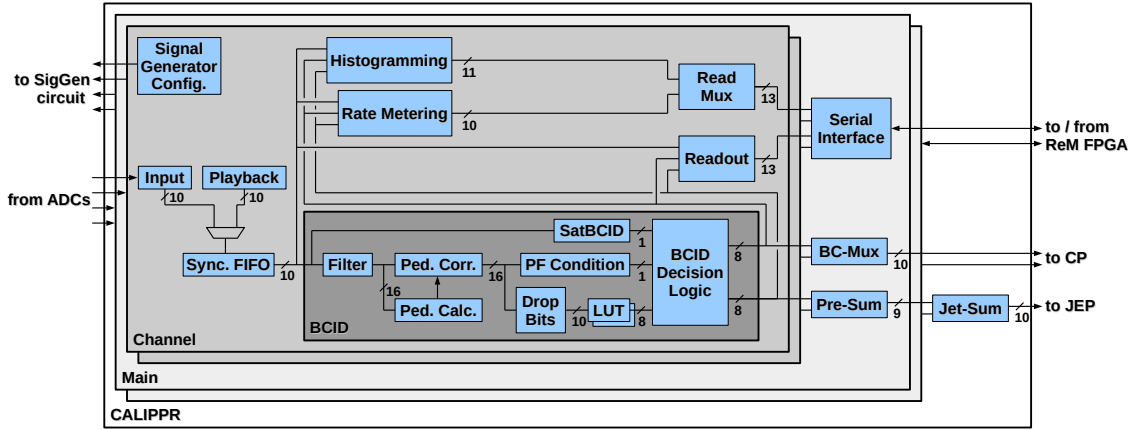 Signal
Generator
Config.
to SigGen
circuit
Histogramming
11
Rate Metering
10
Read
Mux
13
Serial
Interface
to / from
ReM FPGA
Readout
13
Input
10
Playback
10
from ADCs
Sync. FIFO
10
SatBCID
1
BCID
Decision
Logic
8
8
Filter
16
Ped. Corr.
16
PF Condition
1
Ped. Calc.
Drop
Bits
10
LUT
8
BCID
BC-Mux
10
to CP
Pre-Sum
9
Jet-Sum
10
to JEP
Channel
Main
CALIPPR